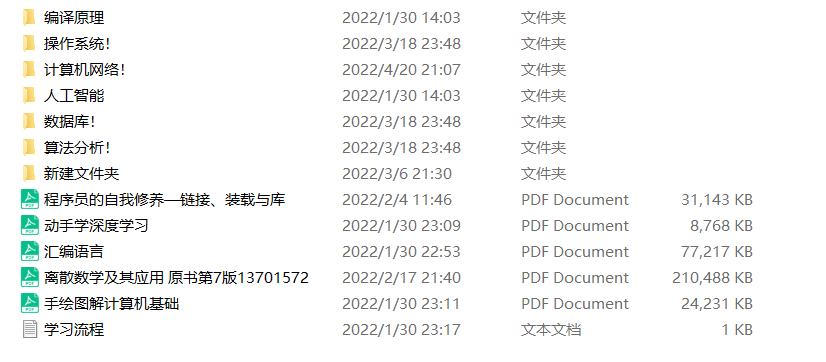 编译原理 2022/1/30 14:03 文件夹
操作系统! 2022/3/18 23:48 文件夹
计算机网络! 2022/4/20 21:07 文件夹
人工智能 2022/1/30 14:03 文件夹
数据库! 2022/3/18 23:48 文件夹
算法分析! 2022/3/18 23:48 文件夹
新建文件夹 2022/3/6 21:30 文件夹
程序员的自我修养—链接、装载与库 2022/2/4 11:46 PDF Document 31,143 KB
动手学深度学习 2022/1/30 23:09 PDF Document 8,768 KB
汇编语言 2022/1/30 22:53 PDF Document 77,217 KB
离散数学及其应用 原书第7版13701572 2022/2/17 21:40 PDF Document 210,488 KB
手绘图解计算机基础 2022/1/30 23:11 PDF Document 24,231 KB
学习流程 2022/1/30 23:17 文本文档 1 KB